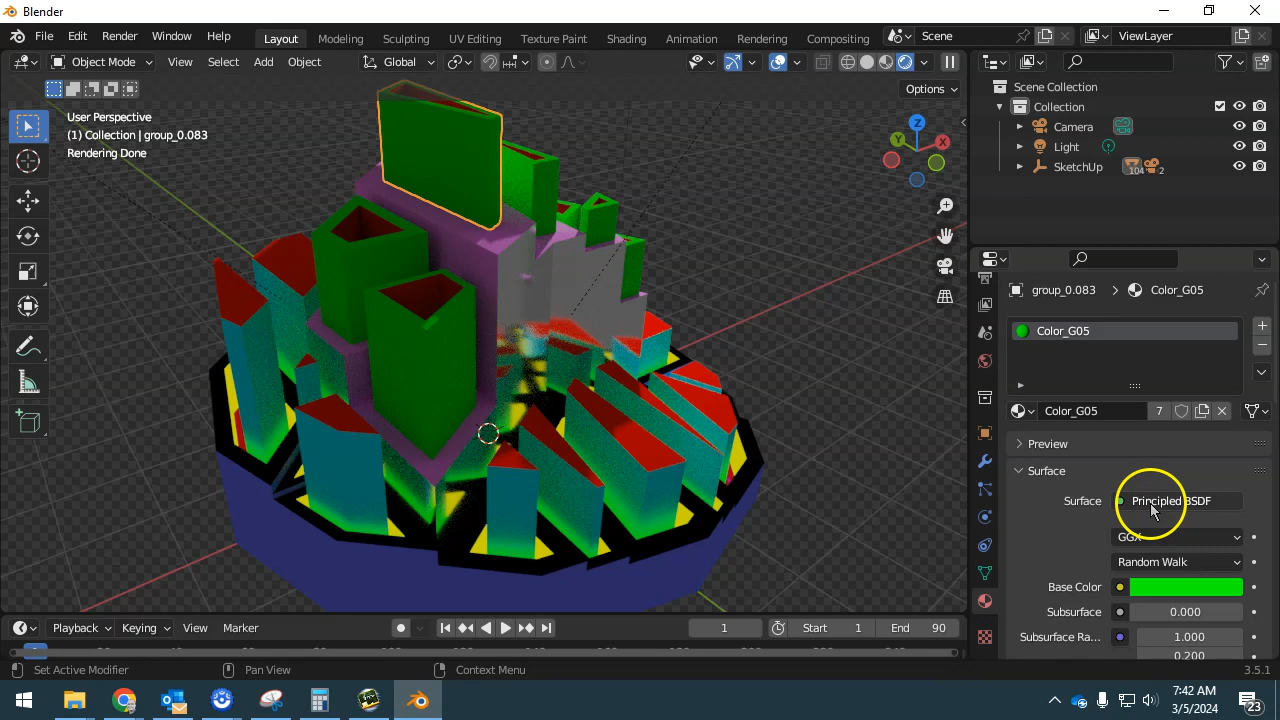 Blender
File Edit Render Window Help Layout Modeling Sculpting UV Editing Texture Paint Shading Animation Rendering Compositing Scene ViewLayer
Object Mode View Select Add Object Global
Options
User Perspective
(1) Collection | group_0.083
Rendering Done
Z
Y
X
Scene Collection
Collection
Camera
Light
SketchUp 104 2
group_0.083 > Color_G05
Color_G05
Color_G05 7
Preview
Surface
Surface Principled BSDF
GGX
Random Walk
Base Color
Subsurface 0.000
Subsurface Ra... 1.000
0.200
Playback Keying View Marker 1 Start 1 End 90
Set Active Modifier Pan View Context Menu 3.5.1
7:42 AM
3/5/2024
23